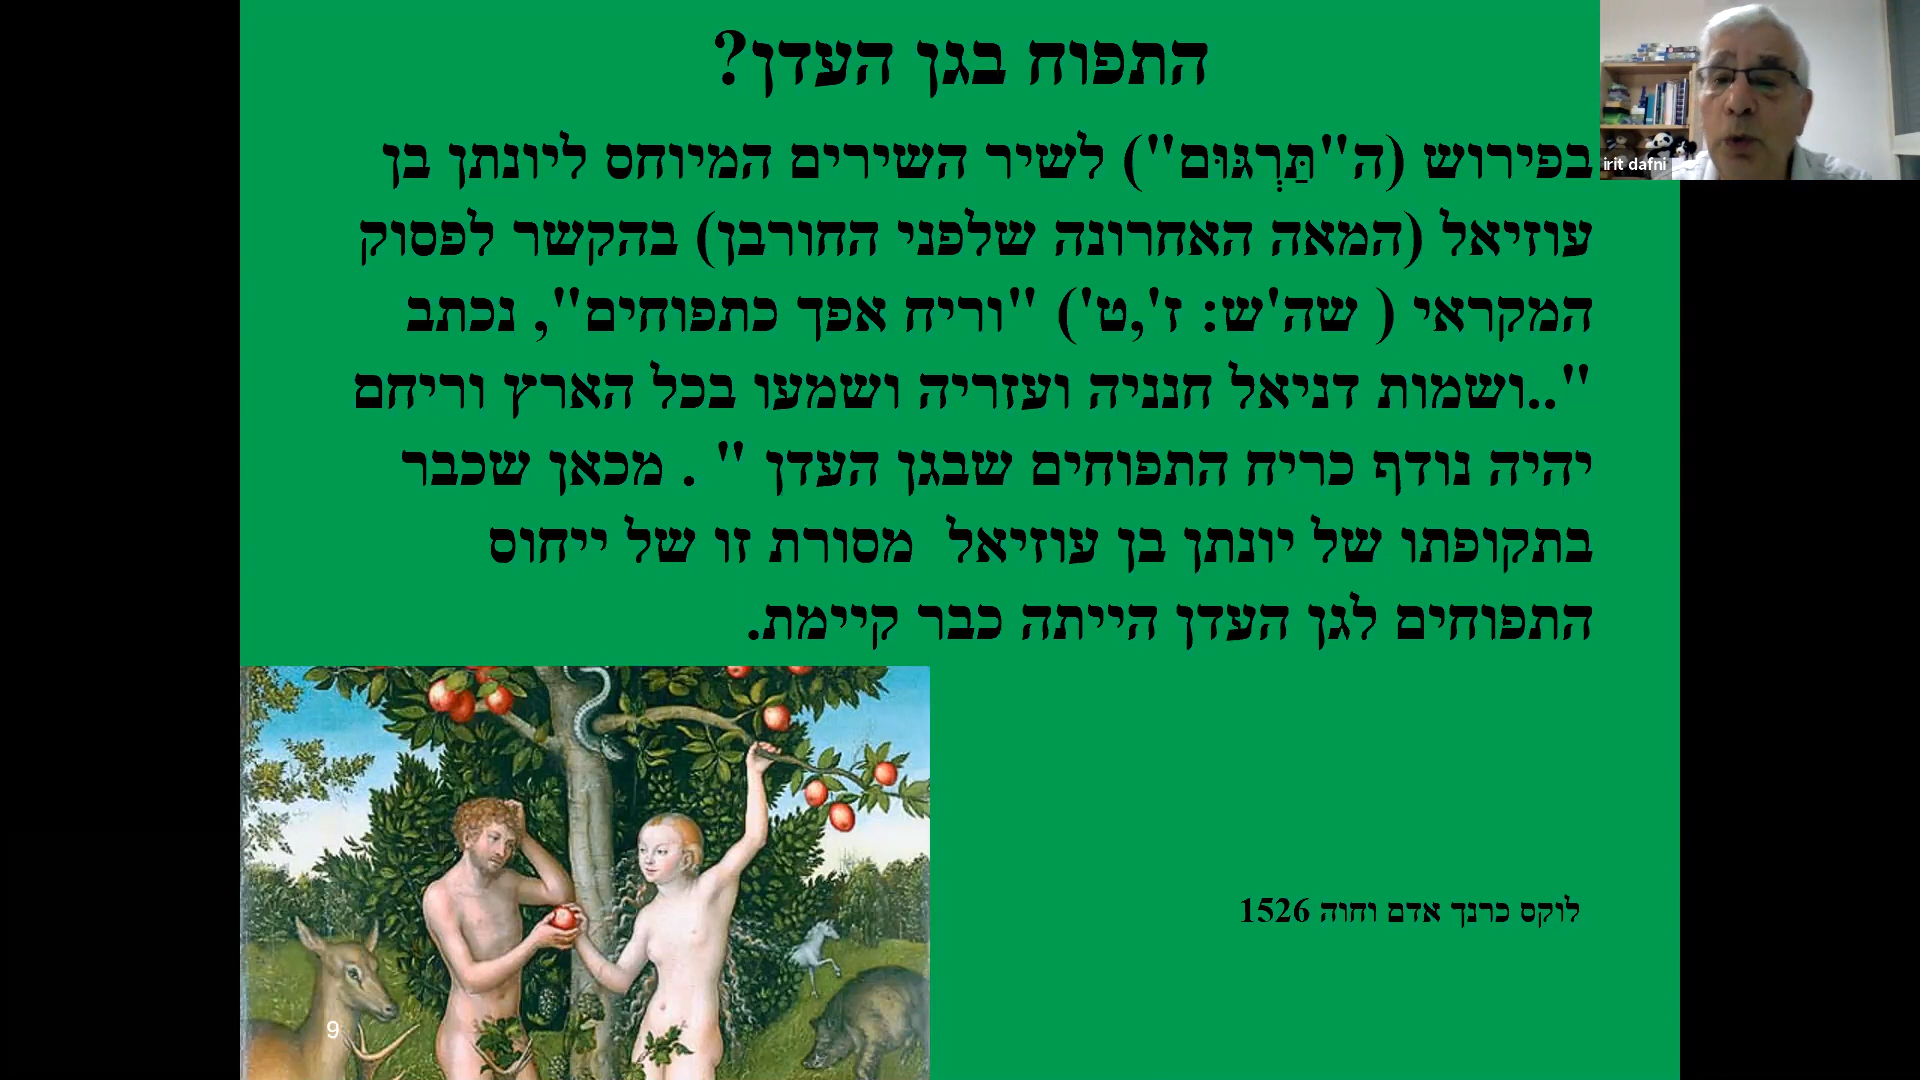 התפוח בגן העדן?
בפירוש (ה"תַּרְגּוּם") לשיר השירים המיוחס ליונתן בן
עוזיאל (המאה האחרונה שלפני החורבן) בהקשר לפסוק
המקראי ( שה'ש: ז',ט') "וריח אפך כתפוחים", נכתב
"..ושמות דניאל חנניה ועזריה ושמעו בכל הארץ וריחם
יהיה נודף כריח התפוחים שבגן העדן " . מכאן שכבר
בתקופתו של יונתן בן עוזיאל  מסורת זו של ייחוס
התפוחים לגן העדן הייתה כבר קיימת.
לוקס כרנך אדם וחוה 1526
9
irit dafni